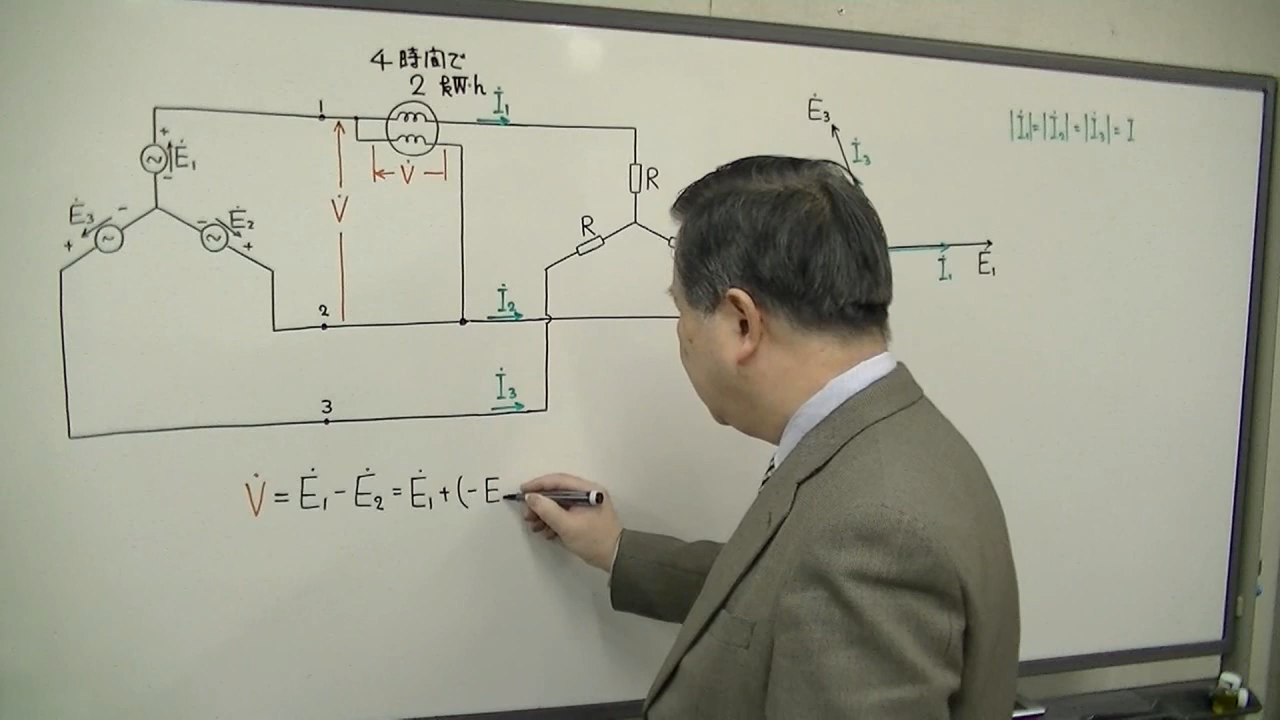 4時間で
2 kW·h
1
İ₁
+
Ė₁
-
V̇
V̇
R
R
Ė₃
-
+
-
Ė₂
+
2
İ₂
3
İ₃
Ė₃
İ₃
İ₁
Ė₁
|İ₁|=|İ₂|=|İ₃|=I
V̇ = Ė₁ - Ė₂ = Ė₁ + (- E